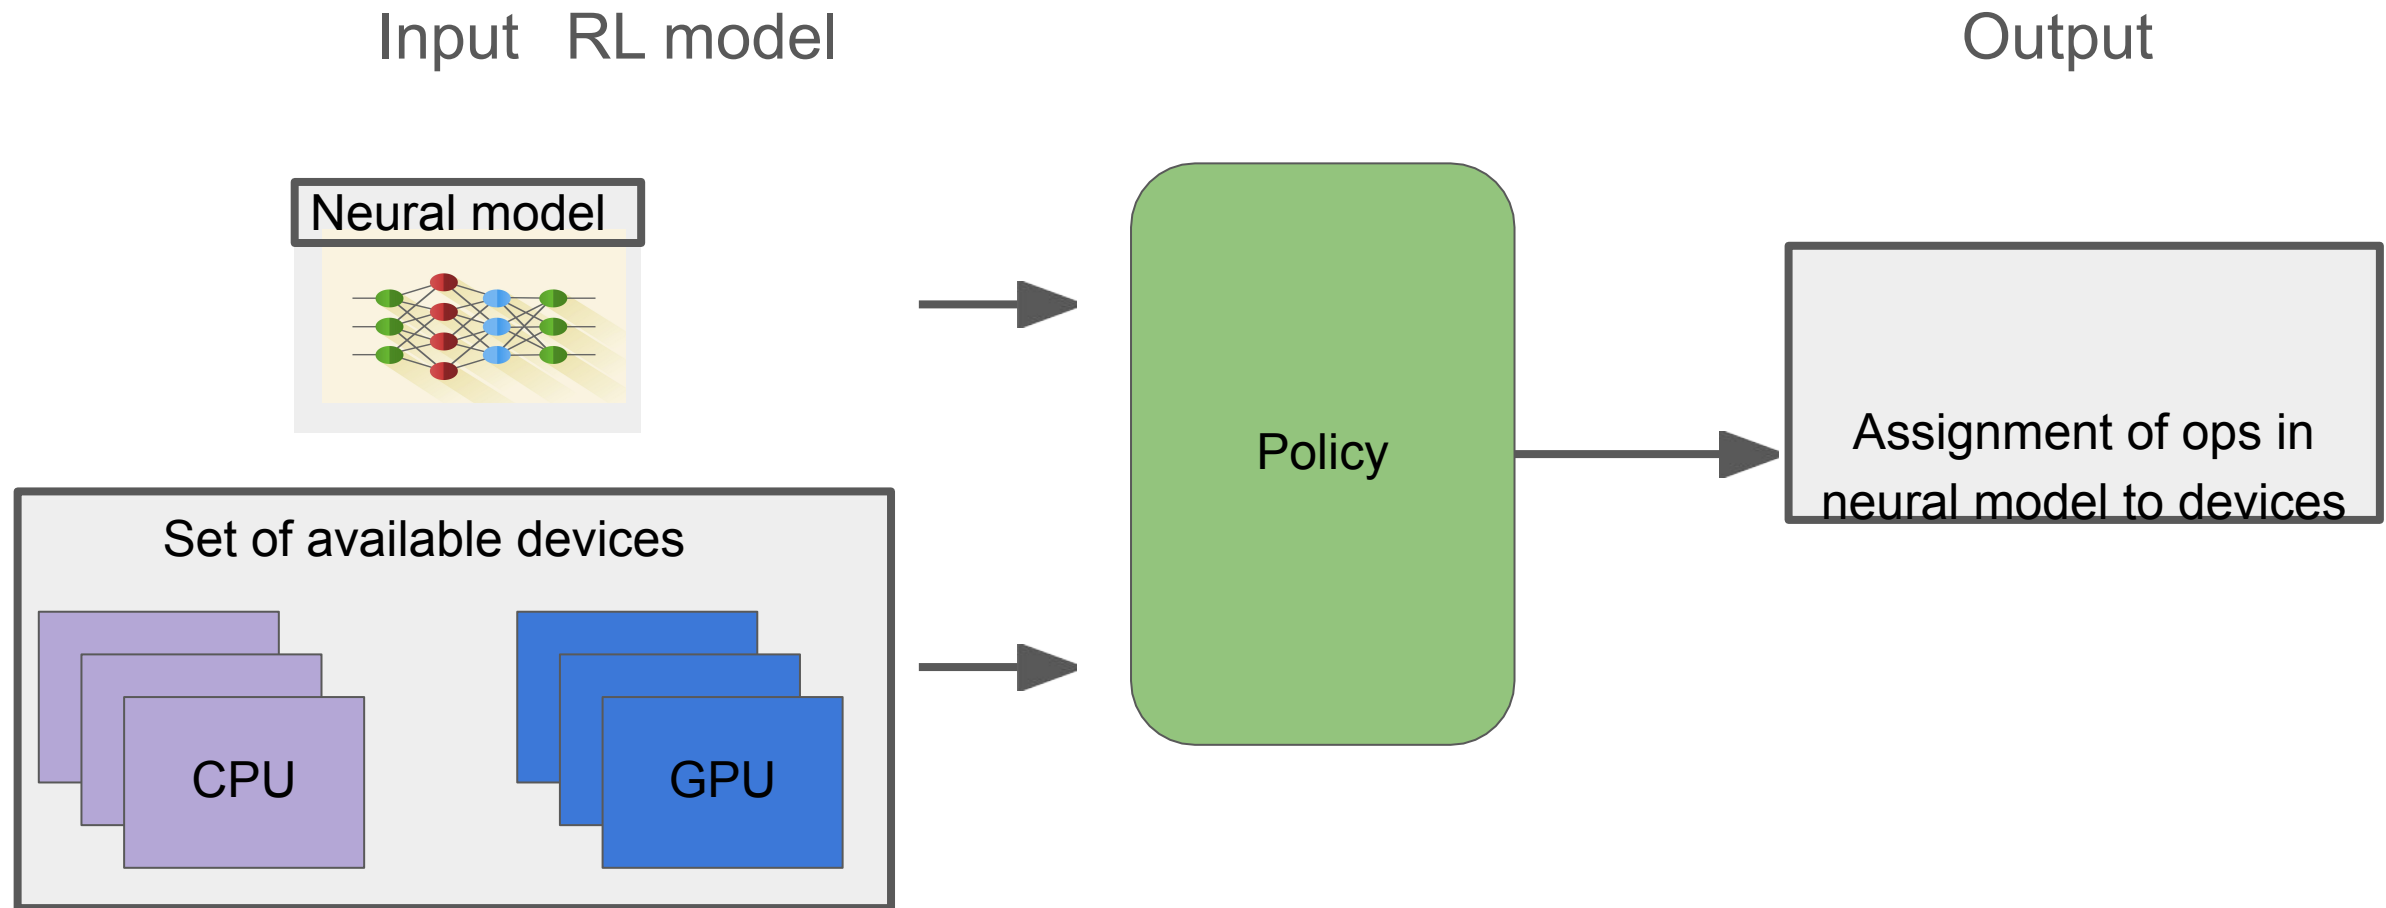 Input RL model
Output
Neural model
Set of available devices
CPU
GPU
Policy
Assignment of ops in
neural model to devices